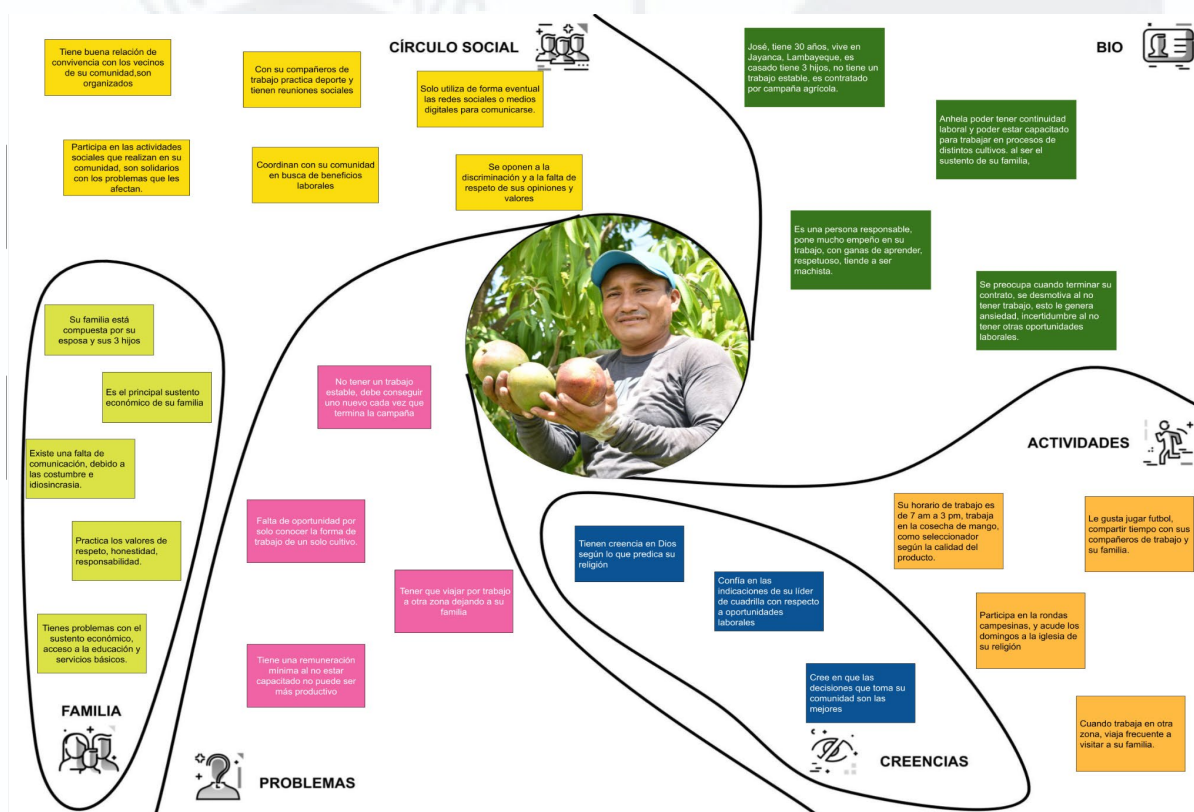 CÍRCULO SOCIAL
Tiene buena relación de
convivencia con los vecinos
de su comunidad,son
organizados
Con su compañeros de
trabajo practica deporte y
tienen reuniones sociales
Solo utiliza de forma eventual
las redes sociales o medios
digitales para comunicarse.
Participa en las actividades
sociales que realizan en su
comunidad, son solidarios
con los problemas que les
afectan.
Coordinan con su comunidad
en busca de beneficios
laborales
Se oponen a la
discriminación y a la falta de
respeto de sus opiniones y
valores
BIO
José, tiene 30 años, vive en
Jayanca, Lambayeque, es
casado tiene 3 hijos, no tiene un
trabajo estable, es contratado
por campaña agrícola.
Anhela poder tener continuidad
laboral y poder estar capacitado
para trabajar en procesos de
distintos cultivos. al ser el
sustento de su familia,
Es una persona responsable,
pone mucho empeño en su
trabajo, con ganas de aprender,
respetuoso, tiende a ser
machista.
Se preocupa cuando terminar su
contrato, se desmotiva al no
tener trabajo, esto le genera
ansiedad, incertidumbre al no
tener otras oportunidades
laborales.
Su familia está
compuesta por su
esposa y sus 3 hijos
Es el principal sustento
económico de su familia
Existe una falta de
comunicación, debido a
las costumbre e
idiosincrasia.
Practica los valores de
respeto, honestidad,
responsabilidad.
Tienes problemas con el
sustento económico,
acceso a la educación y
servicios básicos.
FAMILIA
No tener un trabajo
estable, debe conseguir
uno nuevo cada vez que
termina la campaña
Falta de oportunidad por
solo conocer la forma de
trabajo de un solo cultivo.
Tener que viajar por trabajo
a otra zona dejando a su
familia
Tiene una remuneración
mínima al no estar
capacitado no puede ser
más productivo
PROBLEMAS
Tienen creencia en Dios
según lo que predica su
religión
Confía en las
indicaciones de su líder
de cuadrilla con respecto
a oportunidades
laborales
Cree en que las
decisiones que toma su
comunidad son las
mejores
CREENCIAS
ACTIVIDADES
Su horario de trabajo es
de 7 am a 3 pm, trabaja
en la cosecha de mango,
como seleccionador
según la calidad del
producto.
Le gusta jugar futbol,
compartir tiempo con sus
compañeros de trabajo y
su familia.
Participa en la rondas
campesinas, y acude los
domingos a la iglesia de
su religión
Cuando trabaja en otra
zona, viaja frecuente a
visitar a su familia.